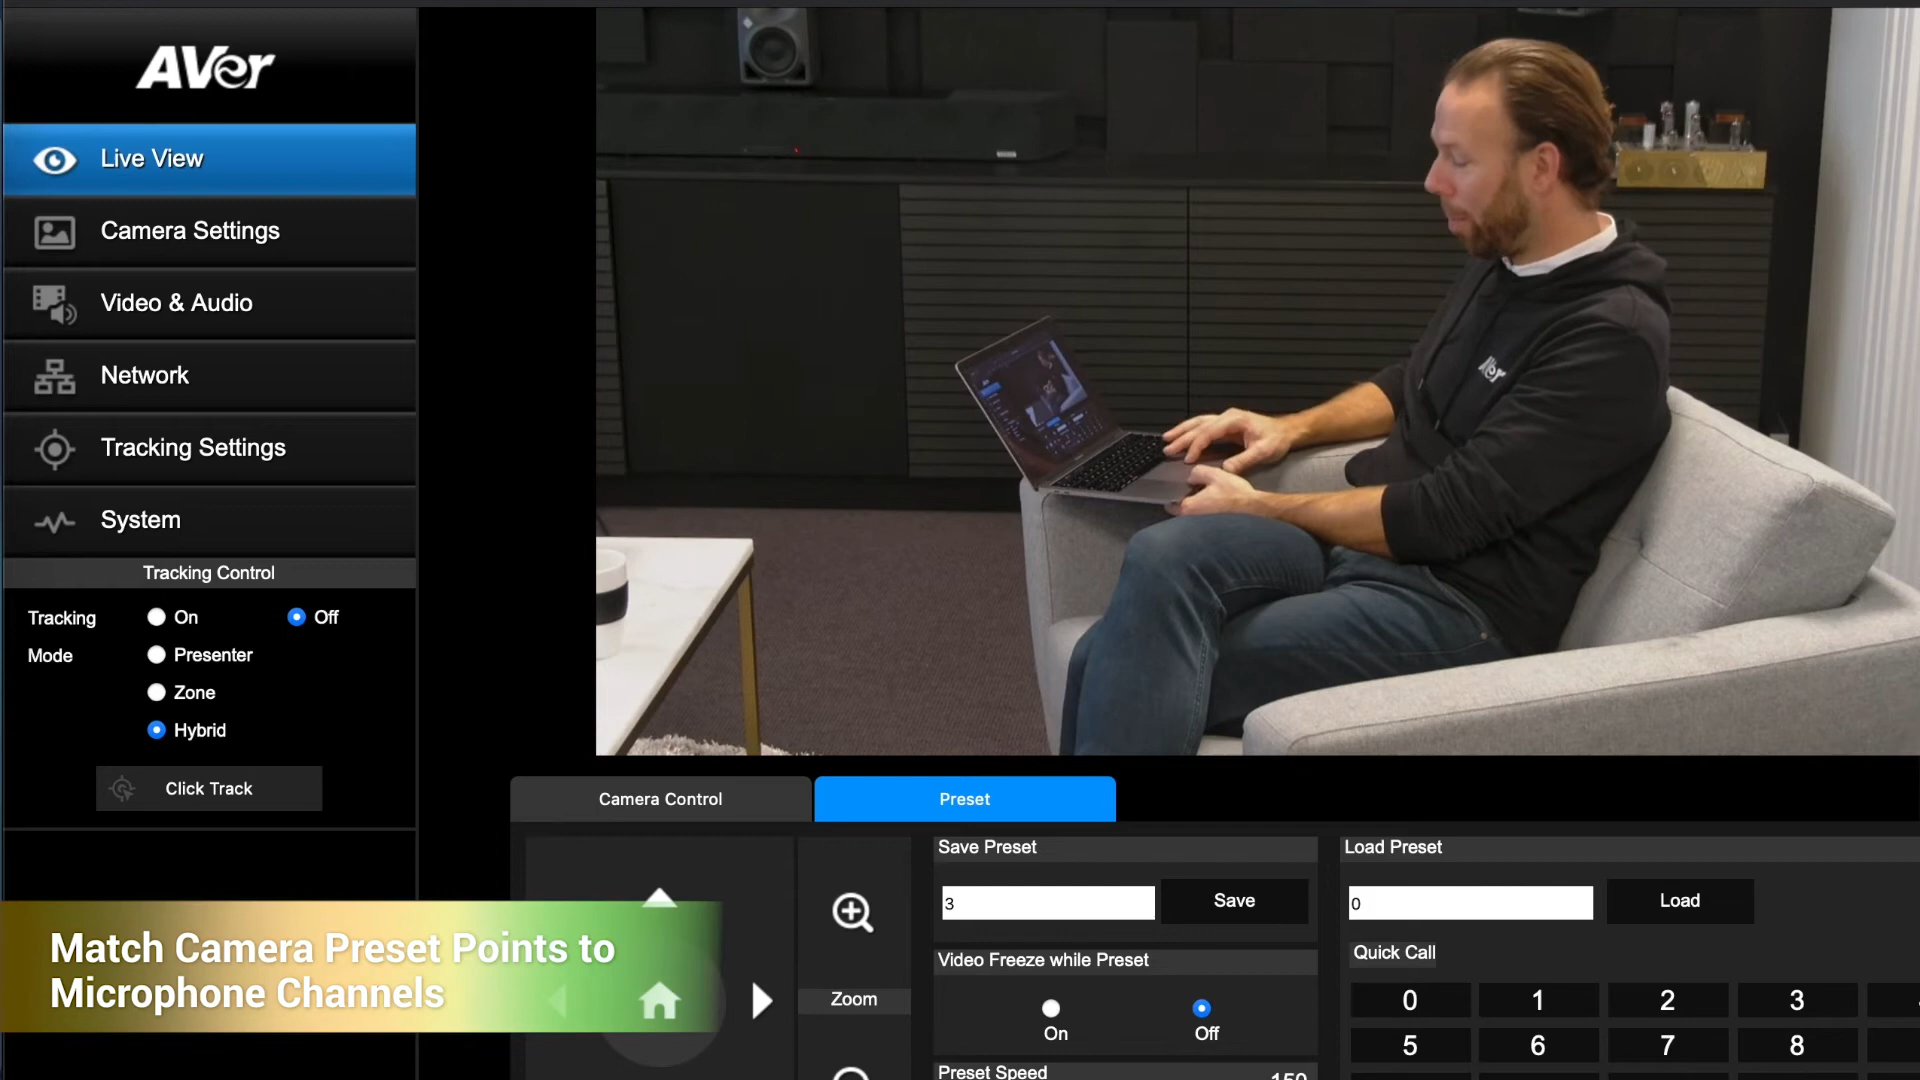 AVer
Live View
Camera Settings
Video & Audio
Network
Tracking Settings
System
Tracking Control
Tracking On Off
Mode Presenter
Zone
Hybrid
Click Track
AVer
Camera Control Preset
Save Preset
3 Save
Video Freeze while Preset
On Off
Preset Speed 150
Zoom
Load Preset
0 Load
Quick Call
0 1 2 3
5 6 7 8
Match Camera Preset Points to
Microphone Channels